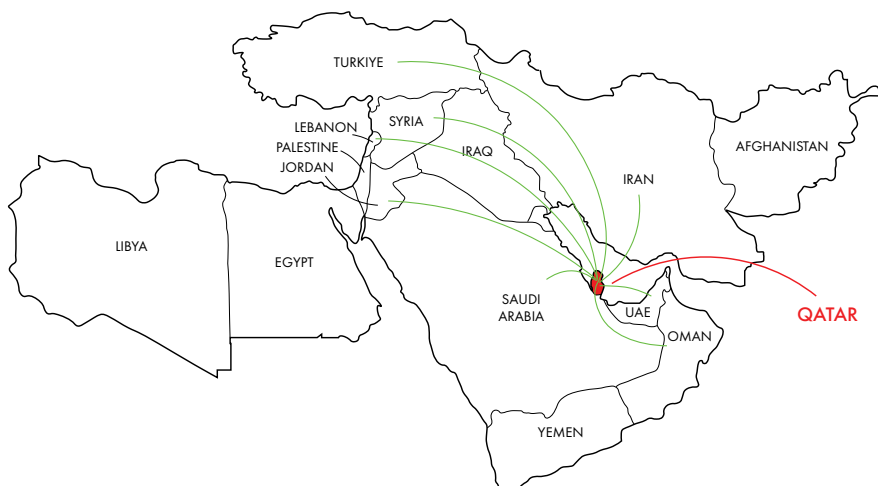 TURKIYE
SYRIA
LEBANON
PALESTINE
JORDAN
IRAQ
AFGHANISTAN
IRAN
LIBYA
EGYPT
SAUDI
ARABIA
UAE
QATAR
OMAN
YEMEN